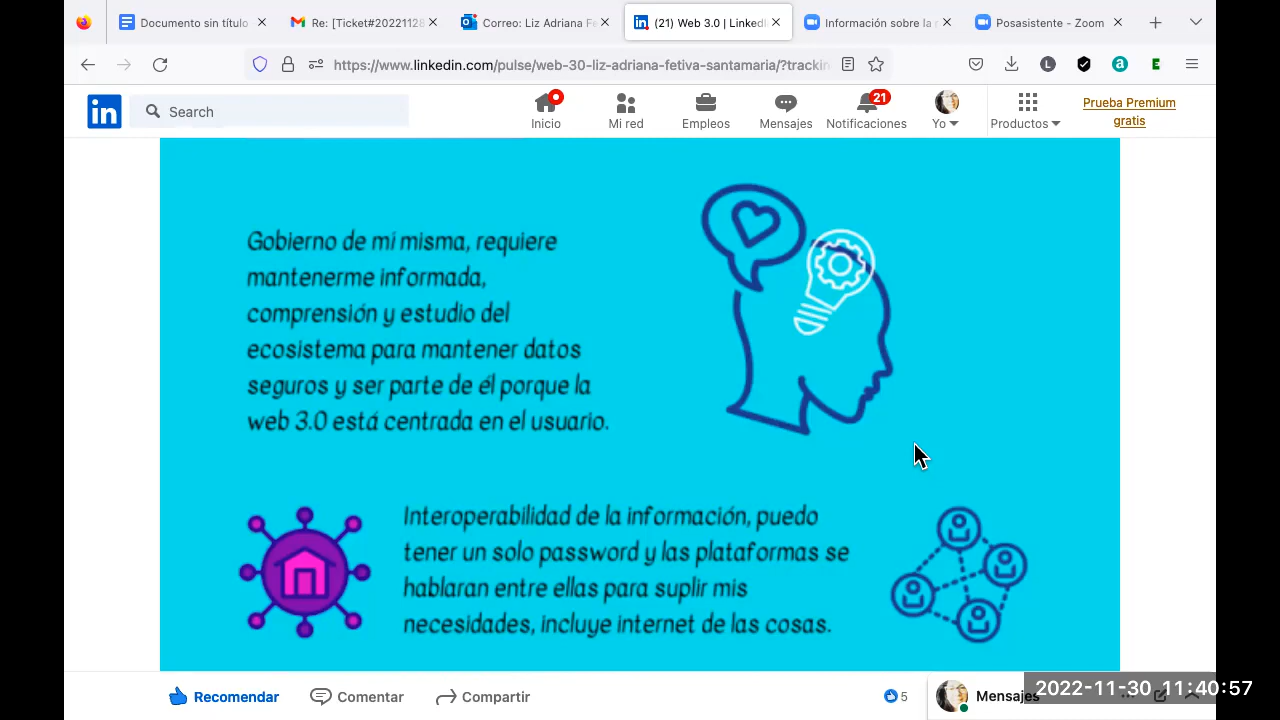 Documento sin título
Re: [Ticket#20221128
Correo: Liz Adriana Fe
(21) Web 3.0 | LinkedI
Información sobre la r
Posasistente - Zoom
https://www.linkedin.com/pulse/web-30-liz-adriana-fetiva-santamaria/?trackin
in
Search
Inicio
Mi red
Empleos
Mensajes
21
Notificaciones
Yo
Productos
Prueba Premium
gratis
Gobierno de mi misma, requiere
mantenerme informada,
comprensión y estudio del
ecosistema para mantener datos
seguros y ser parte de él porque la
web 3.0 está centrada en el usuario.
Interoperabilidad de la información, puedo
tener un solo password y las plataformas se
hablaran entre ellas para suplir mis
necesidades, incluye internet de las cosas.
Recomendar
Comentar
Compartir
5
Mensajes
2022-11-30 11:40:57